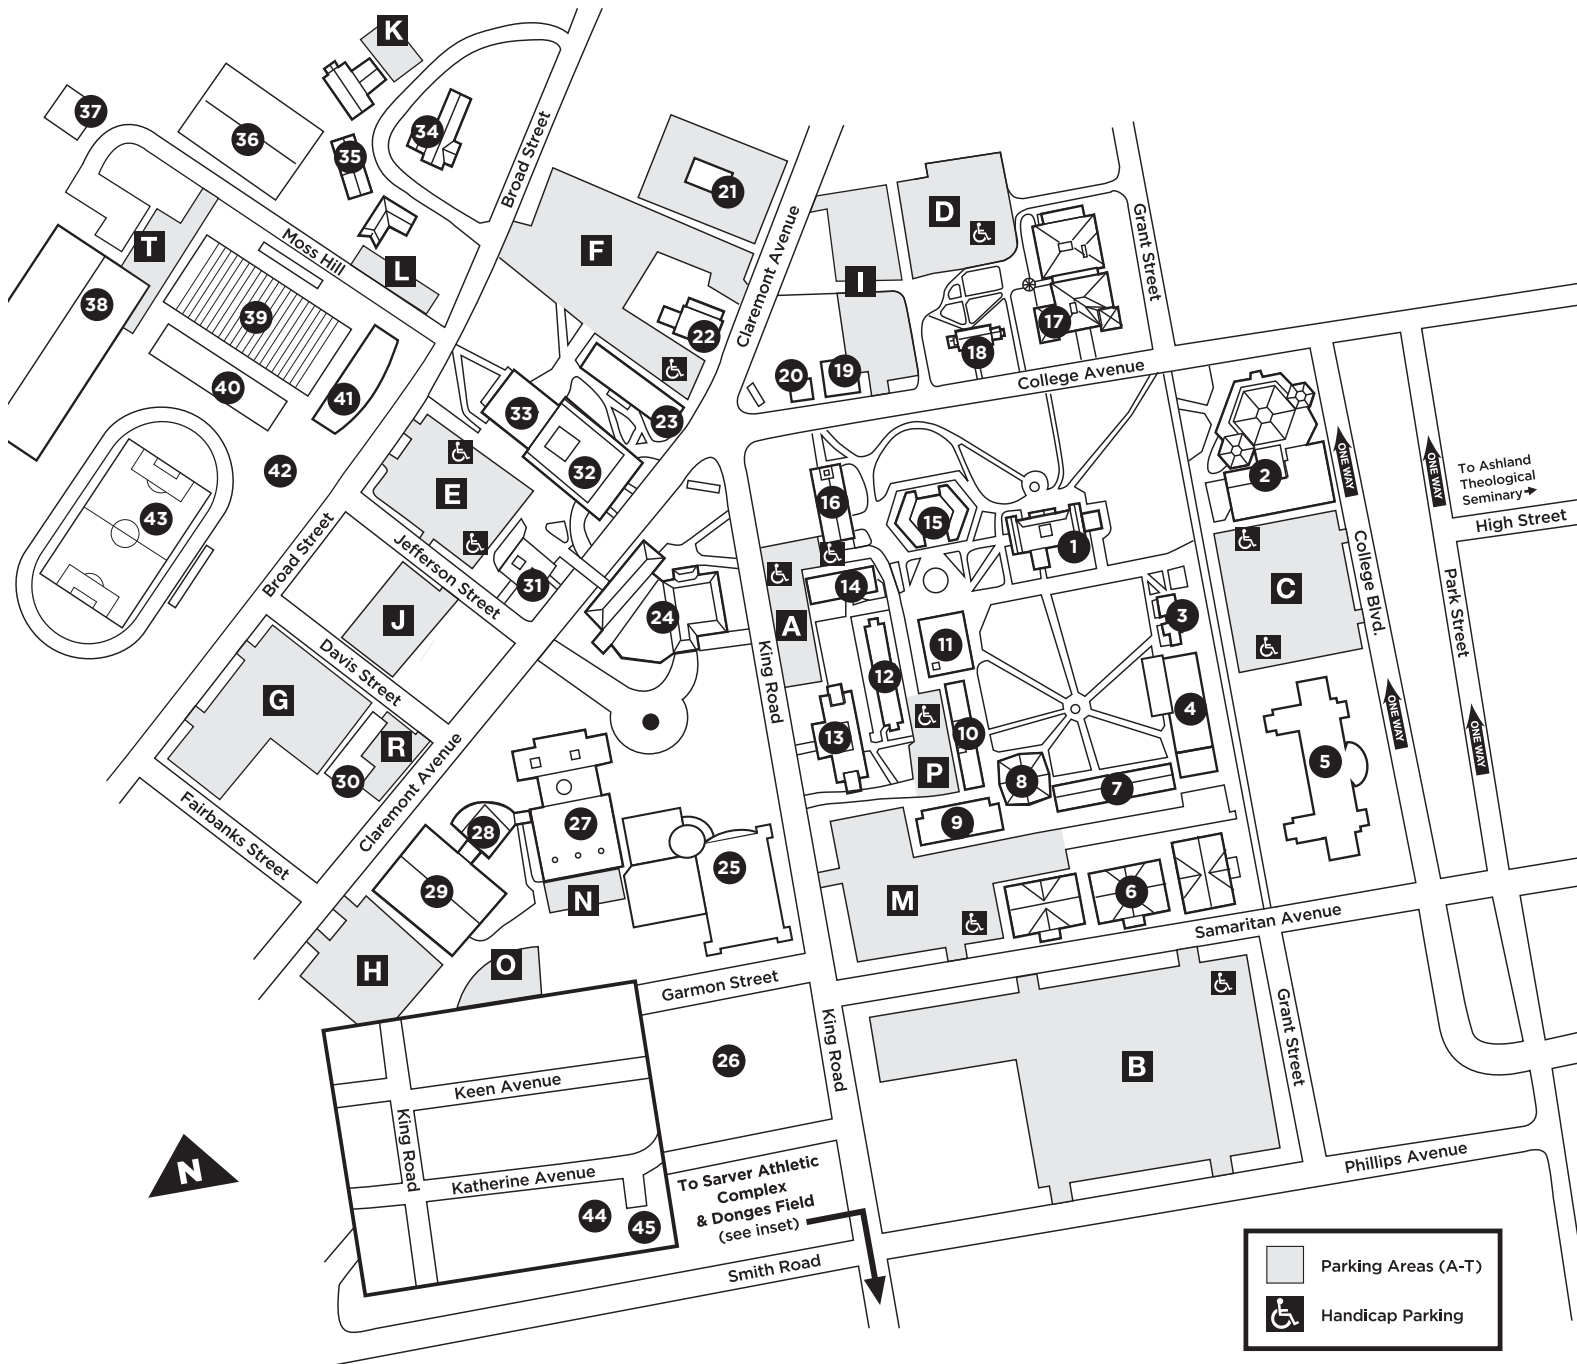 K
37
36
34
35
Broad Street
21
D
Grant Street
T
Moss Hill
L
F
Claremont Avenue
I
38
39
22
17
18
40
41
20
19
College Avenue
33
23
42
32
16
2
ONE WAY
ONE WAY
To Ashland
Theological
Seminary
High Street
43
E
15
1
Broad Street
Jefferson Street
31
14
C
College Blvd.
Park Street
J
24
A
11
3
Davis Street
King Road
12
G
4
ONE WAY
ONE WAY
R
13
10
5
30
P
8
7
Fairbanks Street
Claremont Avenue
28
27
9
29
25
6
N
M
Samaritan Avenue
H
O
Garmon Street
King Road
Grant Street
26
B
Keen Avenue
King Road
N
Katherine Avenue
Phillips Avenue
To Sarver Athletic
Complex
& Donges Field
(see inset)
44
45
Smith Road
Parking Areas (A-T)
Handicap Parking